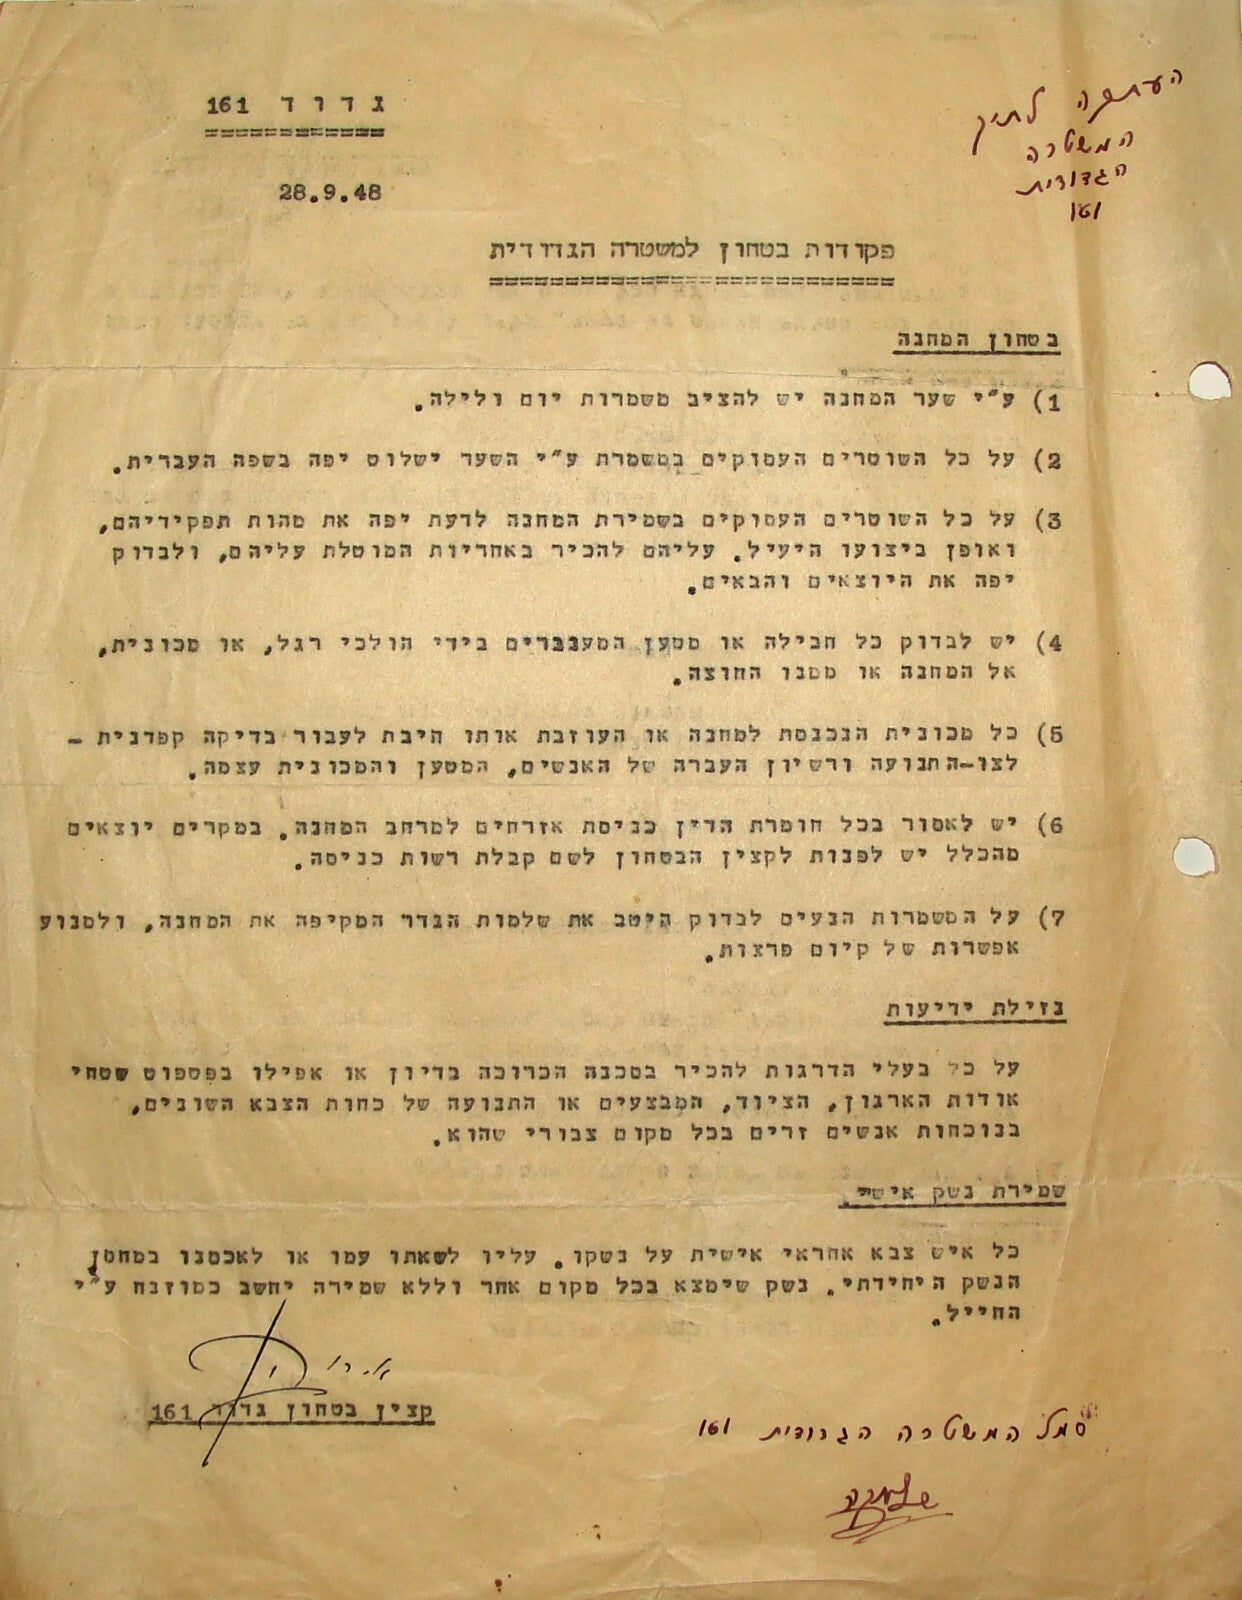 גדוד 161
העתקה לתיק
המשטרה
הגדודית
161
28.9.48
פקודות בטחון למשטרה הגדודית
בטחון המחנה
1) ע"י שער המחנה יש להציב משמרות יום ולילה.
2) על כל השוטרים העסוקים במשמרת ע"י השער ישלוט יפה בשפה העברית.
3) על כל השוטרים העסוקים בשמירת המחנה לדעת יפה את מהות תפקידיהם,
ואופן ביצועו היעיל. עליהם להכיר באחריות המוטלת עליהם, ולבדוק
יפה את היוצאים והבאים.
4) יש לבדוק כל חבילה או מטען המעוברים בידי הולכי רגל, או מכונית,
אל המחנה או ממנו החוצה.
5) כל מכונית הנכנסת למחנה או העוזבת אותו חיבת לעבור בדיקה קפדנית -
לצו-התנועה ורשיון העברה של האנשים, המטען והמכונית עצמה.
6) יש לאסור בכל חומרת הדין כניסת אזרחים למרחב המחנה. במקרים יוצאים
מהכלל יש לפנות לקצין הבטחון לשם קבלת רשות כניסה.
7) על המשמרות הנעים לבדוק היטב את שלמות הגדר המקיפה את המחנה, ולמנוע
אפשרות של קיום פרצות.
נזילת ידיעות
על כל בעלי הדרגות להכיר בסכנה הכרוכה בדיון או אפילו בפטפוט שטחי
אודות הארגון, הציוד, המבצעים או התנועה של כחות הצבא השונים,
בנוכחות אנשים זרים בכל מקום צבורי שהוא.
שמירת נשק אישי.
כל איש צבא אחראי אישית על נשקו. עליו לשאתו עמו או לאכסנו במחסן
הנשק היחידתי. נשק שימצא בכל מקום אחר וללא שמירה יחשב כמוזנח ע"י
החייל.
קצין בטחון גדוד 161
סמל המשטרה הגדודית 161